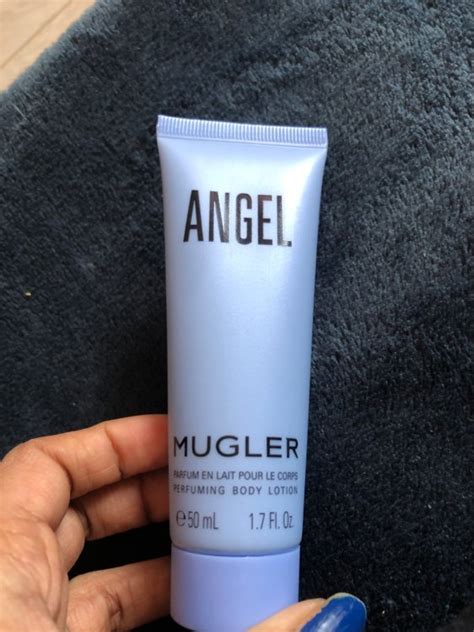 ANGEL
MUGLER
PARFUM EN LAIT POUR LE CORPS
PERFUMING BODY LOTION
℮50 mL 1.7 Fl. Oz.